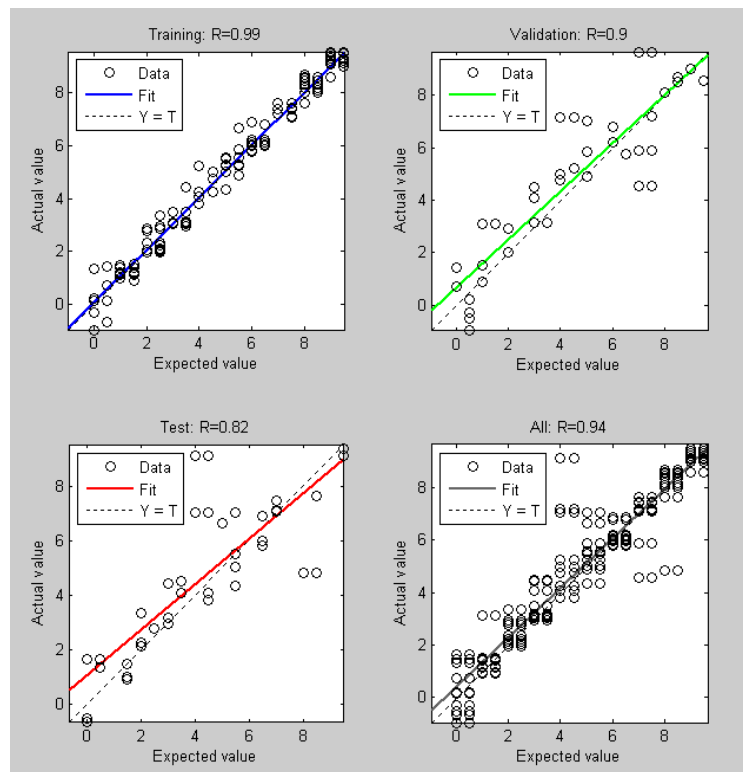 Training: R=0.99
Data
Fit
Y = T
Actual value
8
6
4
2
0
0 2 4 6 8
Expected value
Validation: R=0.9
Data
Fit
Y = T
Actual value
8
6
4
2
0
0 2 4 6 8
Expected value
Test: R=0.82
Data
Fit
Y = T
Actual value
8
6
4
2
0
0 2 4 6 8
Expected value
All: R=0.94
Data
Fit
Y = T
Actual value
8
6
4
2
0
0 2 4 6 8
Expected value